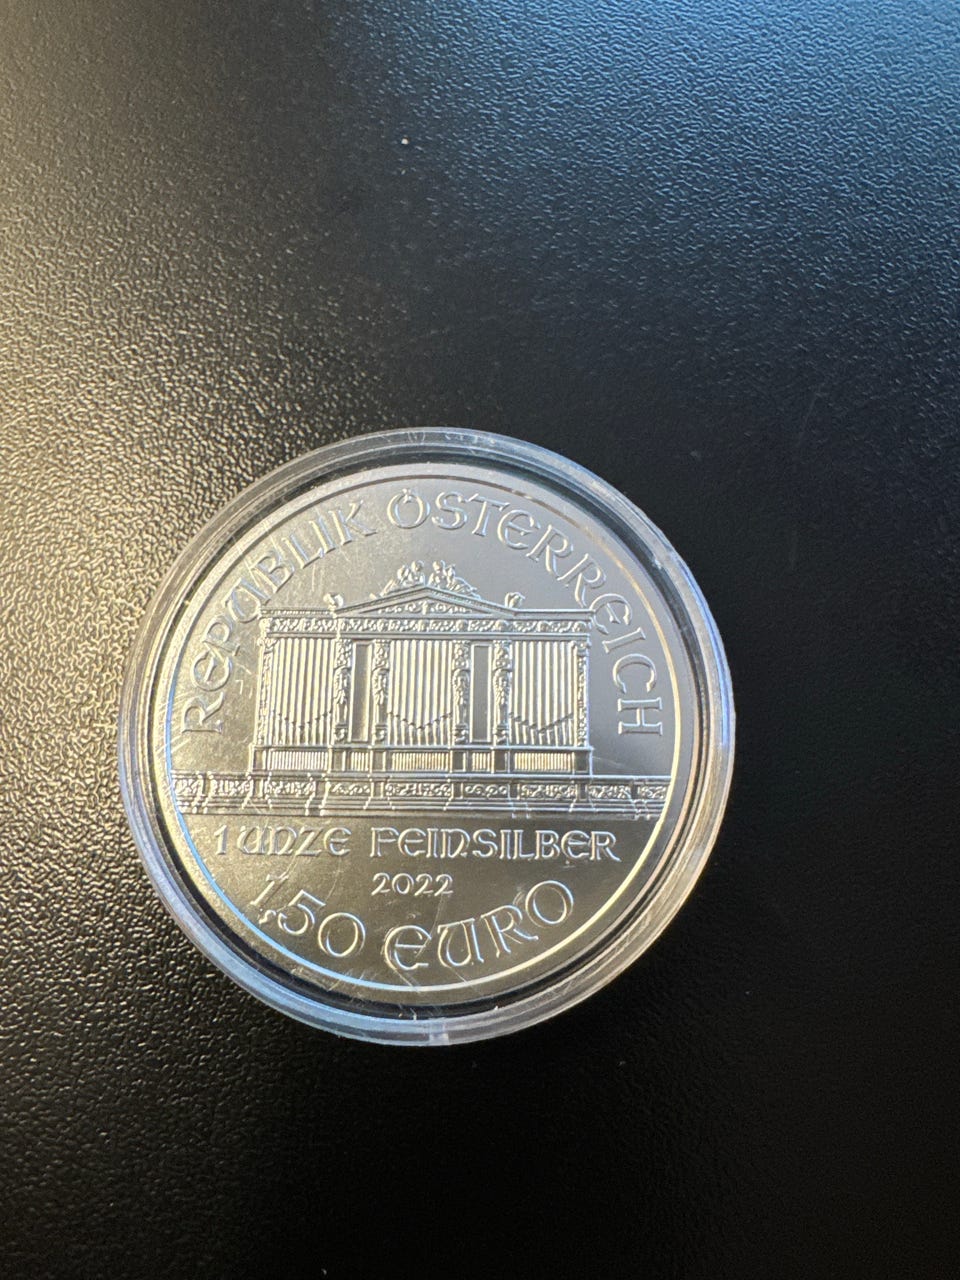 REPUBLIK ÖSTERREICH
1 UNZE FEINSILBER
2022
1,50 EURO